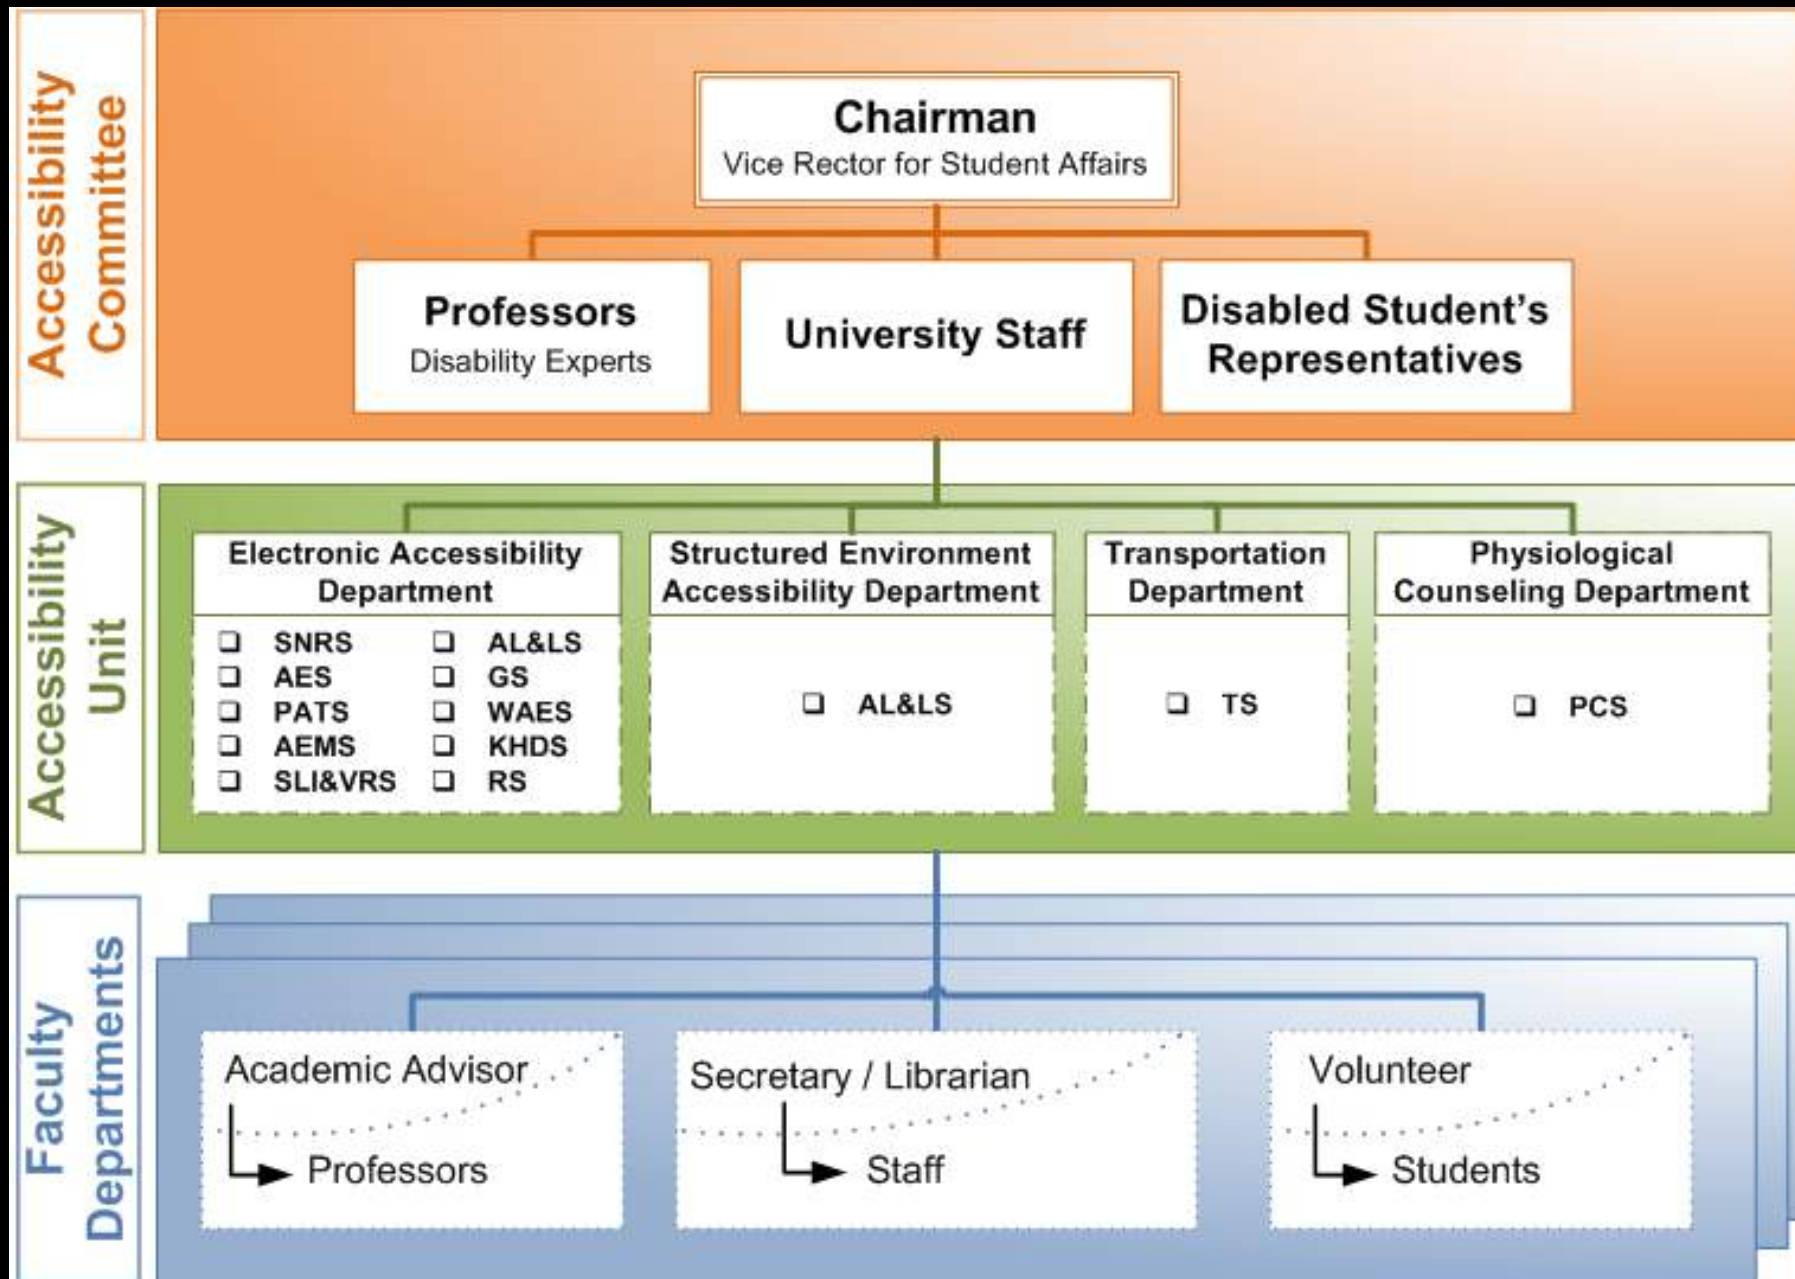 Accessibility
Committee
Chairman
Vice Rector for Student Affairs
Professors
Disability Experts
University Staff
Disabled Student's
Representatives
Accessibility
Unit
Electronic Accessibility
Department
❑ SNRS ❑ AL&LS
❑ AES ❑ GS
❑ PATS ❑ WAES
❑ AEMS ❑ KHDS
❑ SLI&VRS ❑ RS
Structured Environment
Accessibility Department
❑ AL&LS
Transportation
Department
❑ TS
Physiological
Counseling Department
❑ PCS
Faculty
Departments
Academic Advisor
Professors
Secretary / Librarian
Staff
Volunteer
Students